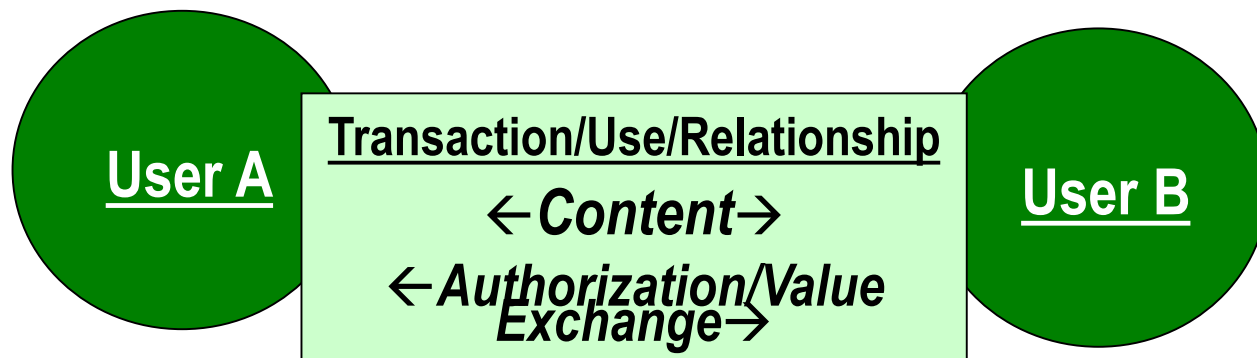 User A
Transaction/Use/Relationship
←Content→
←Authorization/Value
Exchange→
User B